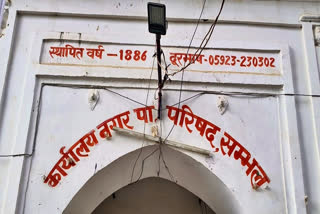 स्थापित वर्ष — 1886 दूरभाष - 05923-230302
कार्यालय नगर पा परिषद, सम्भल